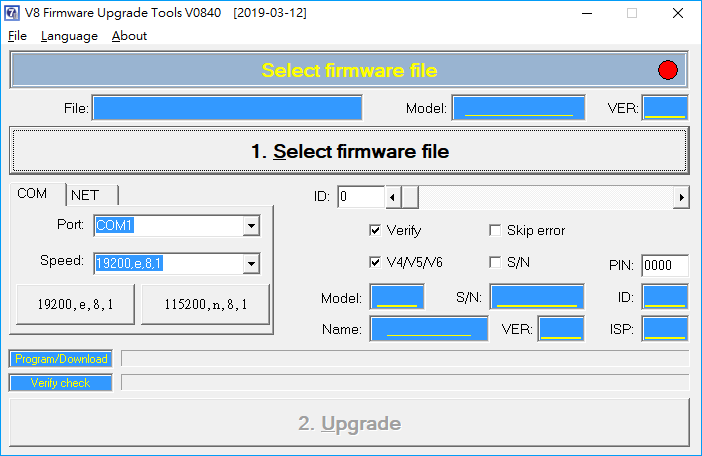 V8 Firmware Upgrade Tools V0840 [2019-03-12]
File Language About
Select firmware file
File: Model: VER:
1. Select firmware file
COM NET ID: 0
Port: COM1 Verify Skip error
Speed: 19200,e,8,1 V4/V5/V6 S/N PIN: 0000
19200,e,8,1 115200,n,8,1 Model: S/N: ID:
Name: VER: ISP:
Program/Download
Verify check
2. Upgrade